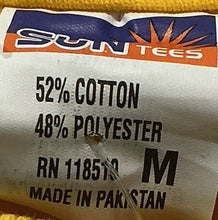 SUN
TEES
52% COTTON
48% POLYESTER
RN 118510 M
MADE IN PAKISTAN